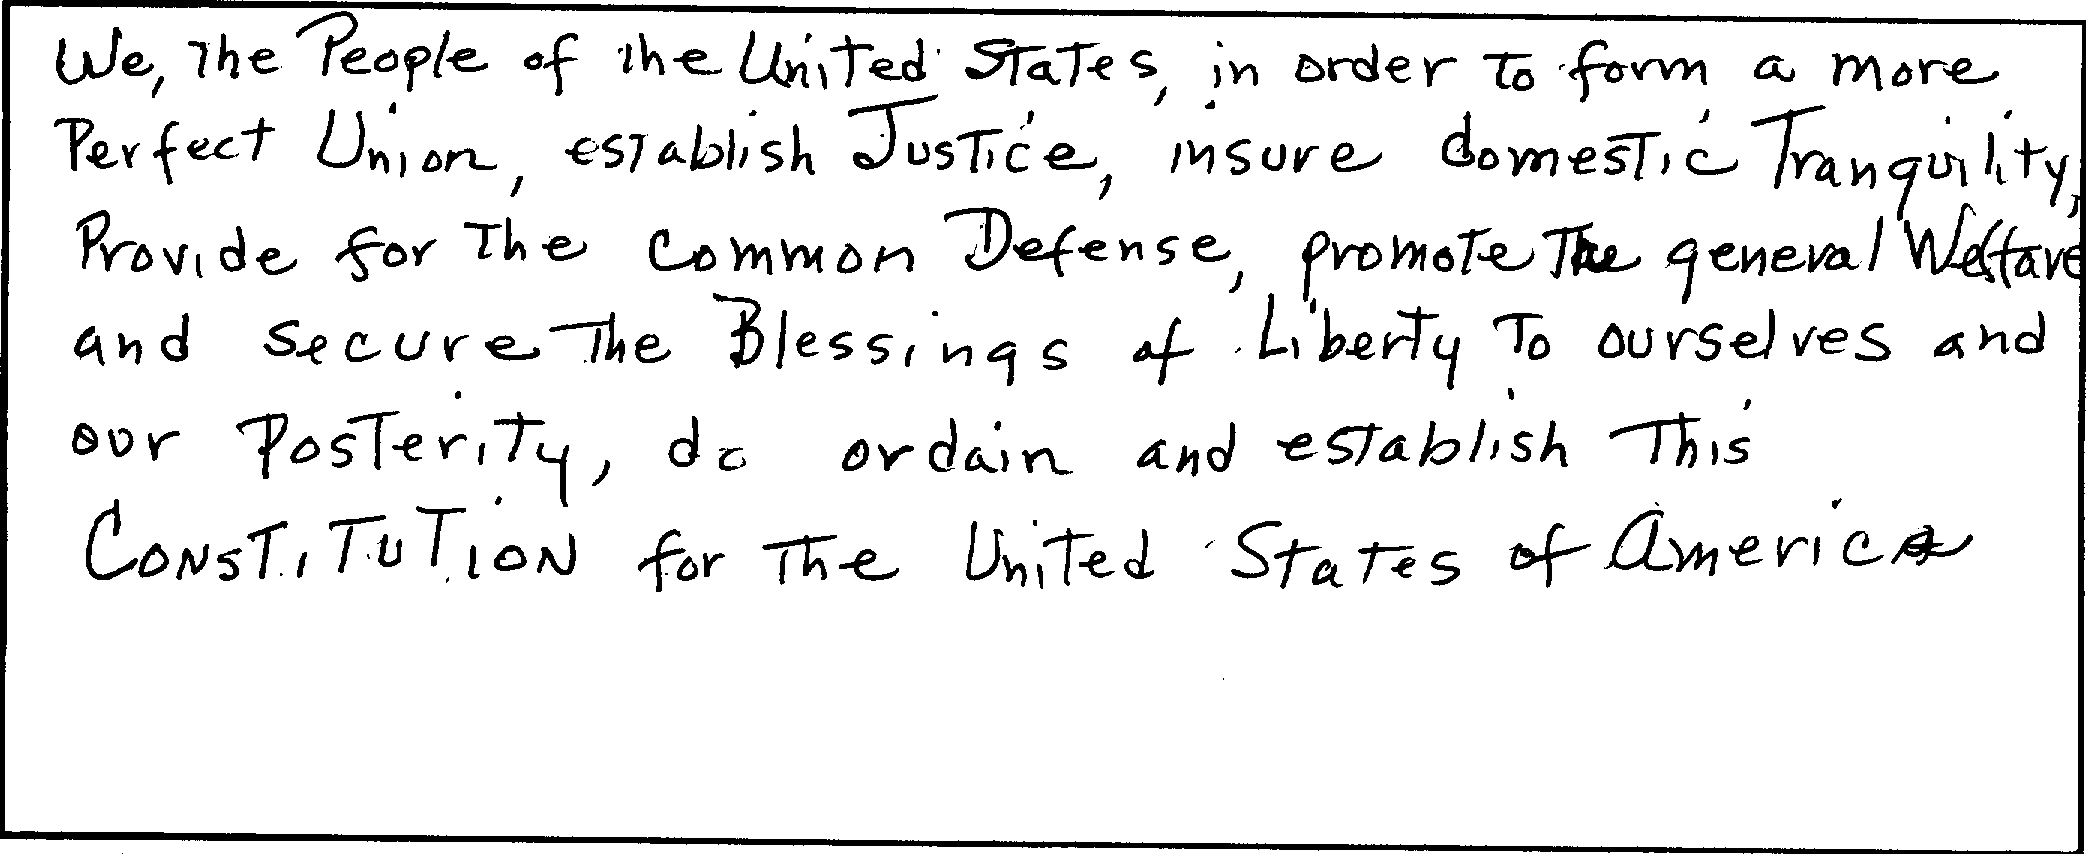 We, the People of the United States, in order to form a more
Perfect Union, establish Justice, insure domestic Tranquility,
Provide for the common Defense, promote the general Welfare
and secure the Blessings of Liberty to ourselves and
our Posterity, do ordain and establish this
CONSTITUTION for the United States of America